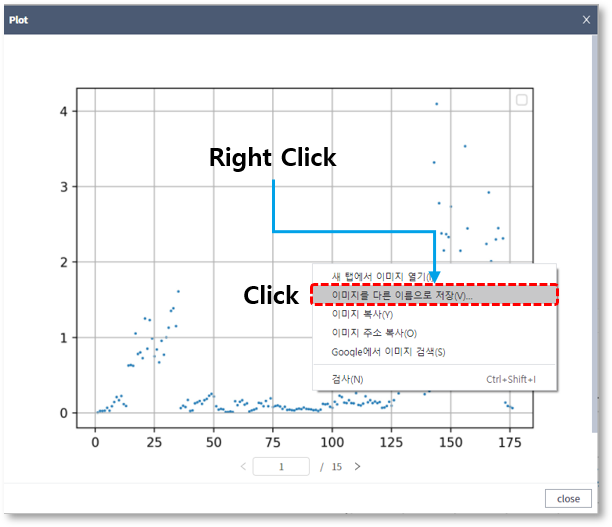 Plot
4
3
2
1
0
0 25 50 75 100 125 150 175
Right Click
Click
새 탭에서 이미지 열기(
이미지를 다른 이름으로 저장(V)...
이미지 복사(Y)
이미지 주소 복사(O)
Google에서 이미지 검색(S)
검사(N) Ctrl+Shift+I
1 / 15
close